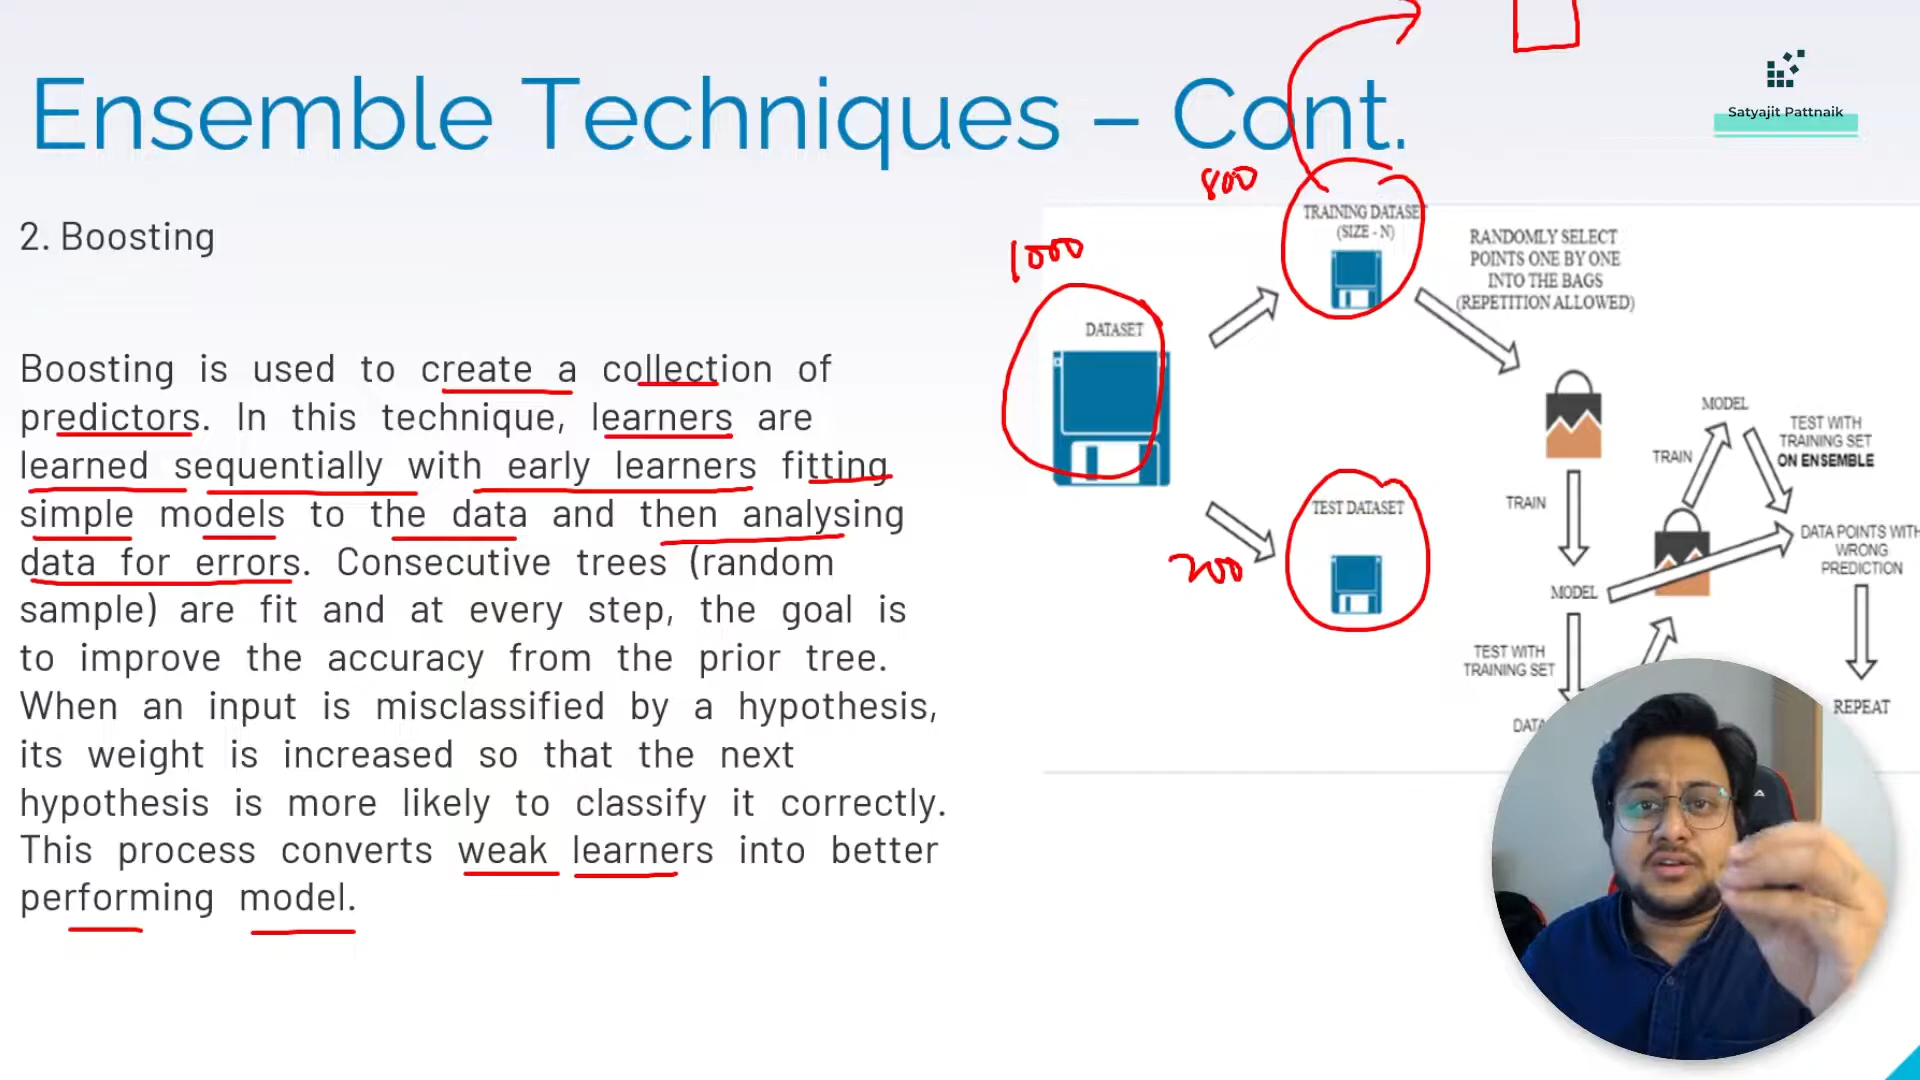 Ensemble Techniques – Cont.
Satyajit Pattnaik
2. Boosting
Boosting is used to create a collection of
predictors. In this technique, learners are
learned sequentially with early learners fitting
simple models to the data and then analysing
data for errors. Consecutive trees (random
sample) are fit and at every step, the goal is
to improve the accuracy from the prior tree.
When an input is misclassified by a hypothesis,
its weight is increased so that the next
hypothesis is more likely to classify it correctly.
This process converts weak learners into better
performing model.
1000
DATASET
800
TRAINING DATASET
(SIZE - N)
200
TEST DATASET
RANDOMLY SELECT
POINTS ONE BY ONE
INTO THE BAGS
(REPETITION ALLOWED)
TRAIN
MODEL
TEST WITH
TRAINING SET
DATA
TRAIN
MODEL
TEST WITH
TRAINING SET
ON ENSEMBLE
DATA POINTS WITH
WRONG
PREDICTION
REPEAT